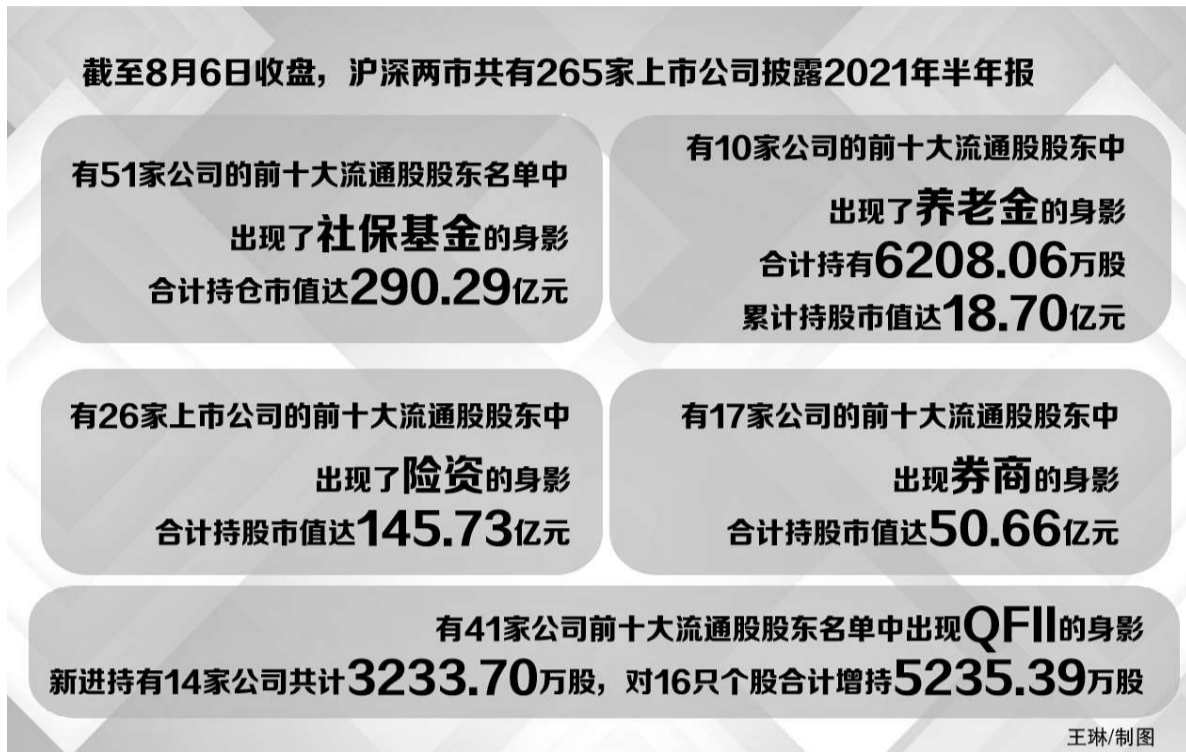 截至8月6日收盘，沪深两市共有265家上市公司披露2021年半年报
有51家公司的前十大流通股股东名单中
出现了社保基金的身影
合计持仓市值达290.29亿元
有10家公司的前十大流通股股东中
出现了养老金的身影
合计持有6208.06万股
累计持股市值达18.70亿元
有26家上市公司的前十大流通股股东中
出现了险资的身影
合计持股市值达145.73亿元
有17家公司的前十大流通股股东中
出现券商的身影
合计持股市值达50.66亿元
有41家公司前十大流通股股东名单中出现QFII的身影
新进持有14家公司共计3233.70万股，对16只个股合计增持5235.39万股
王琳/制图